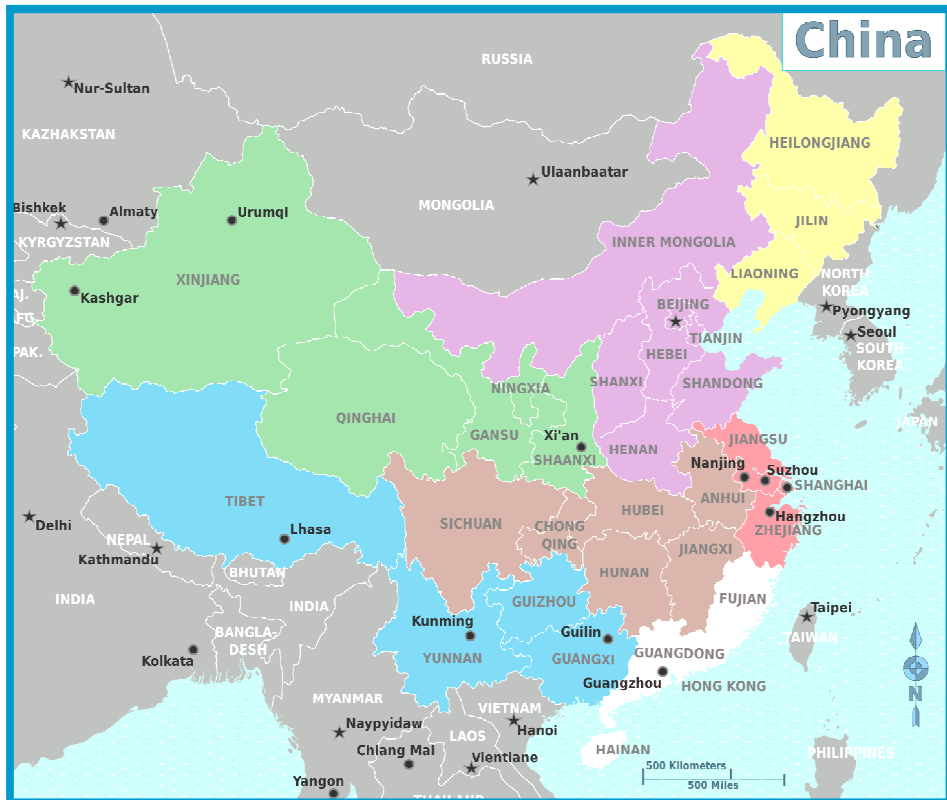 China
RUSSIA
Nur-Sultan
KAZAKHSTAN
HEILONGJIANG
Ulaanbaatar
MONGOLIA
Bishkek
Almaty
Urumqi
KYRGYZSTAN
JILIN
INNER MONGOLIA
XINJIANG
LIAONING
NORTH
KOREA
AJ.
Kashgar
BEIJING
AFG.
Pyongyang
TIANJIN
Seoul
PAK.
HEBEI
SOUTH
KOREA
SHANXI
SHANDONG
NINGXIA
QINGHAI
JAPAN
GANSU
Xi'an
JIANGSU
HENAN
SHAANXI
Nanjing
Suzhou
SHANGHAI
TIBET
ANHUI
HUBEI
Hangzhou
SICHUAN
CHONG
QING
ZHEJIANG
Delhi
Lhasa
NEPAL
Kathmandu
JIANGXI
BHUTAN
HUNAN
INDIA
INDIA
GUIZHOU
FUJIAN
Taipei
Kunming
Guilin
BANGLA-
DESH
TAIWAN
Kolkata
YUNNAN
GUANGXI
GUANGDONG
Guangzhou
HONG KONG
N
MYANMAR
VIETNAM
Naypyidaw
Hanoi
LAOS
Chiang Mai
HAINAN
PHILIPPINES
Vientiane
500 Kilometers
500 Miles
Yangon
THAILAND